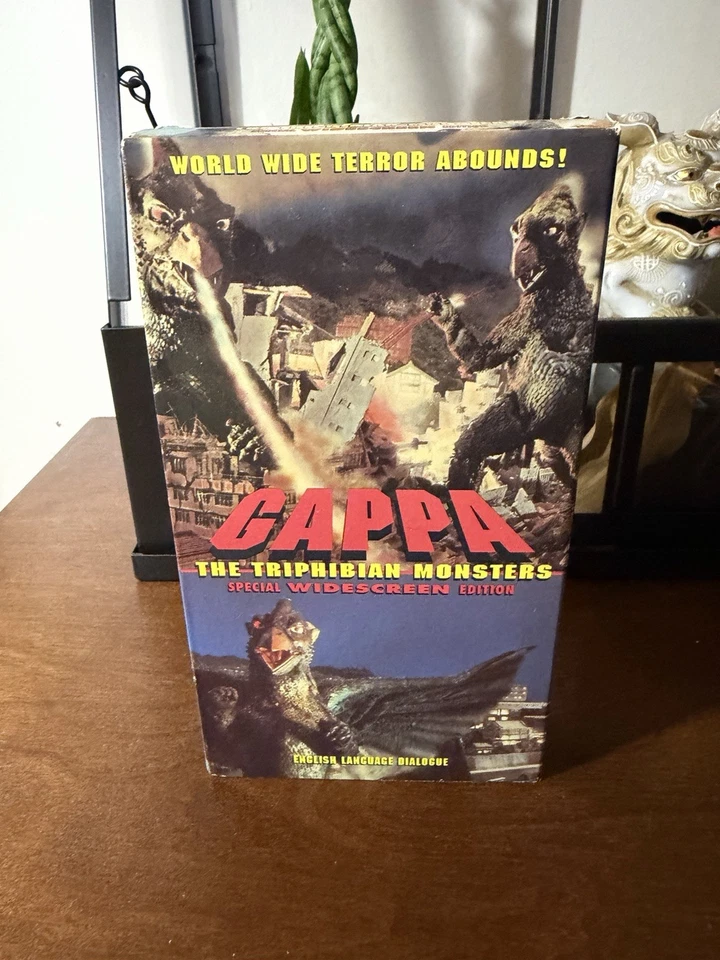 WORLD WIDE TERROR ABOUNDS!
GAPPA
THE TRIPHIBIAN MONSTERS
SPECIAL WIDESCREEN EDITION
ENGLISH LANGUAGE DIALOGUE